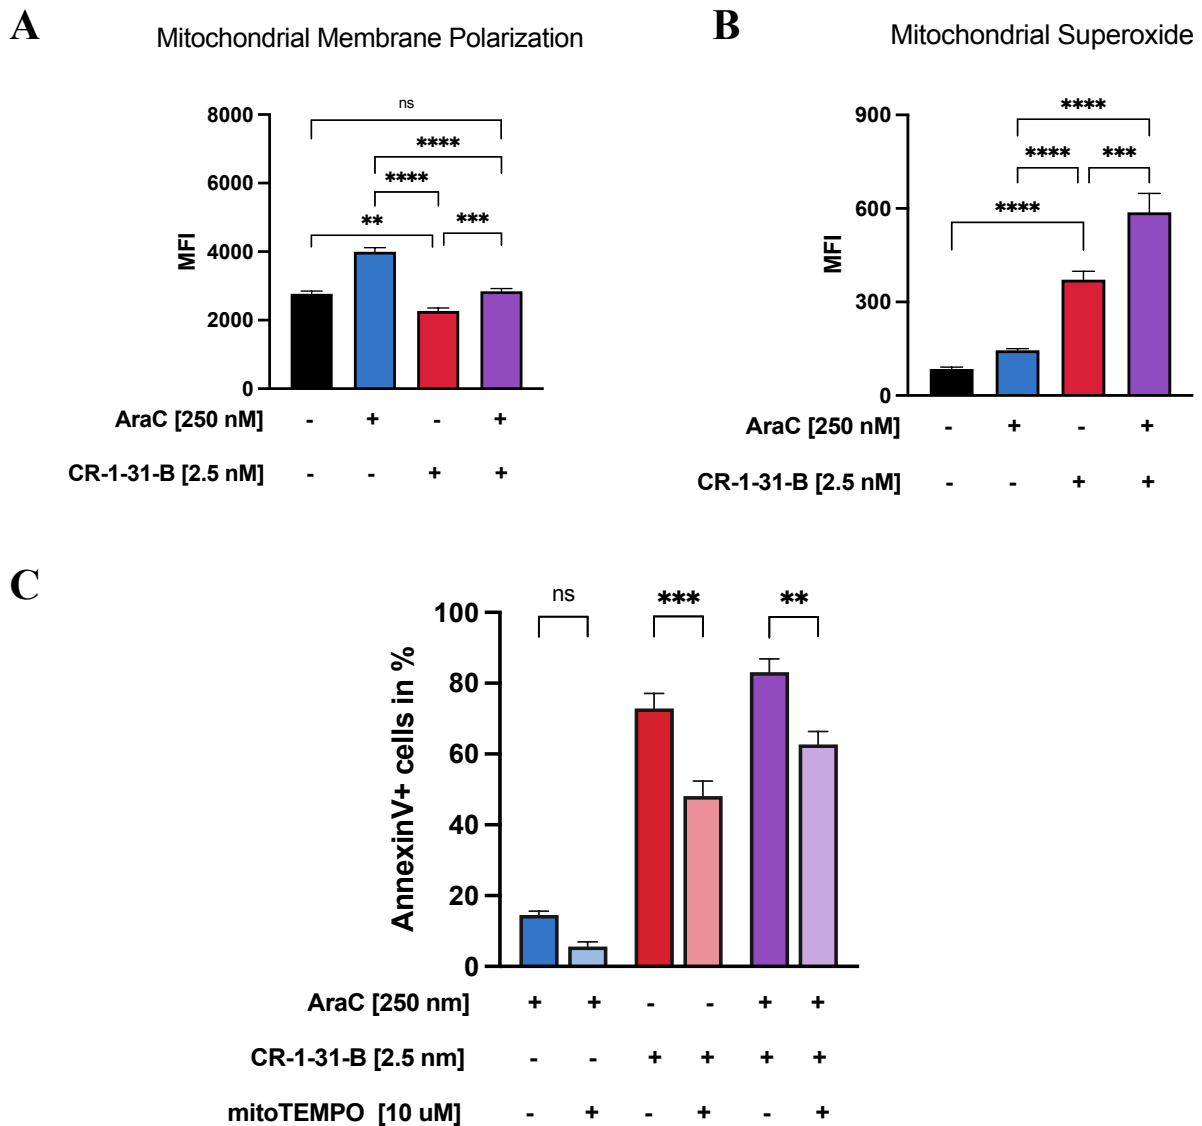 A
Mitochondrial Membrane Polarization
8000
6000
4000
2000
0
MFI
ns
****
****
**
***
AraC [250 nM] - + - +
CR-1-31-B [2.5 nM] - - + +
B
Mitochondrial Superoxide
900
600
300
0
MFI
****
****
***
****
AraC [250 nM] - + - +
CR-1-31-B [2.5 nM] - - + +
C
100
80
60
40
20
0
AnnexinV+ cells in %
ns
***
**
AraC [250 nm] + + - - + +
CR-1-31-B [2.5 nm] - - + + + +
mitoTEMPO [10 uM] - + - + - +